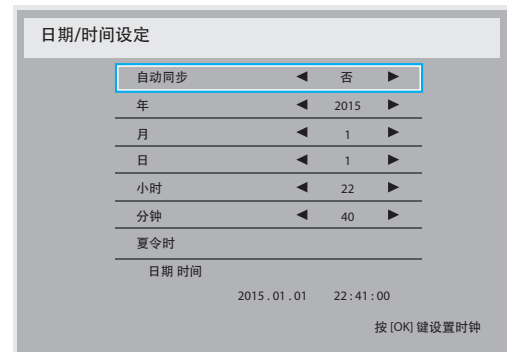 日期/时间设定
自动同步 ◀ 否 ▶
年 ◀ 2015 ▶
月 ◀ 1 ▶
日 ◀ 1 ▶
小时 ◀ 22 ▶
分钟 ◀ 40 ▶
夏令时
日期 时间
2015 . 01 . 01 22 : 41 : 00
按 [OK] 键设置时钟